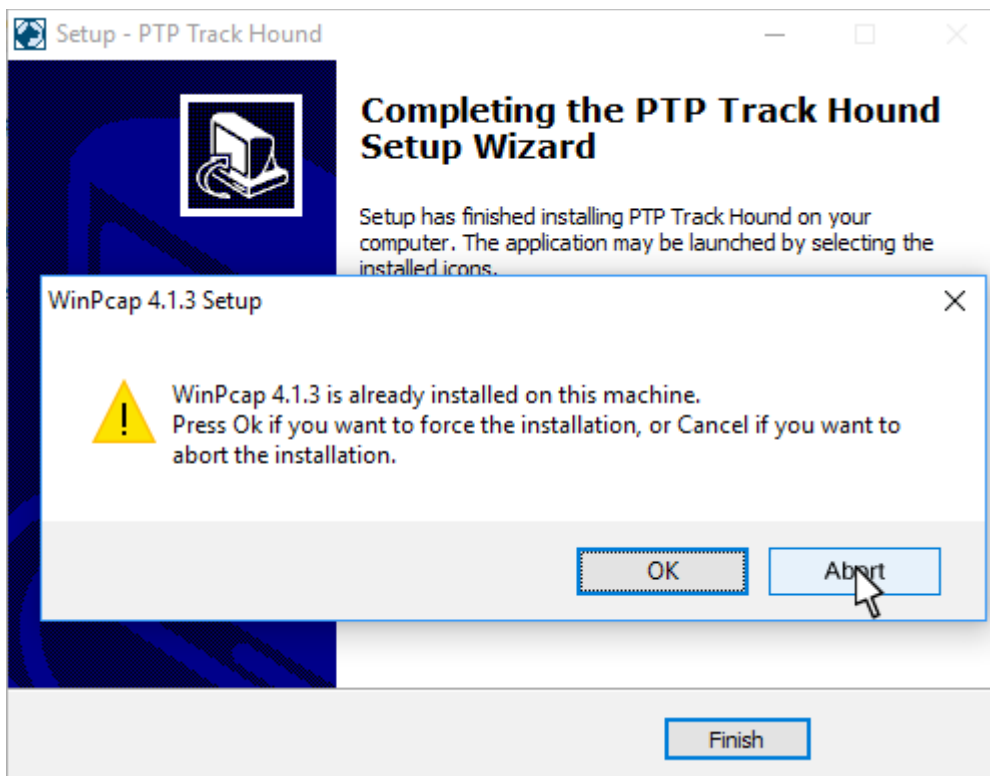 Setup - PTP Track Hound
Completing the PTP Track Hound
Setup Wizard
Setup has finished installing PTP Track Hound on your
computer. The application may be launched by selecting the
installed icons.
WinPcap 4.1.3 Setup
WinPcap 4.1.3 is already installed on this machine.
Press Ok if you want to force the installation, or Cancel if you want to
abort the installation.
OK
Abort
Finish